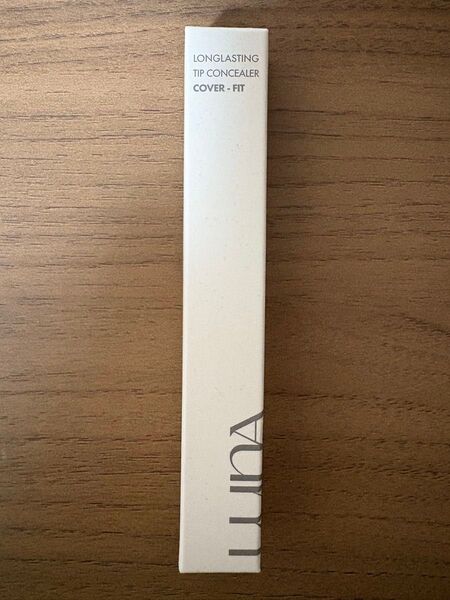 LONGLASTING
TIP CONCEALER
COVER - FIT
LUNA